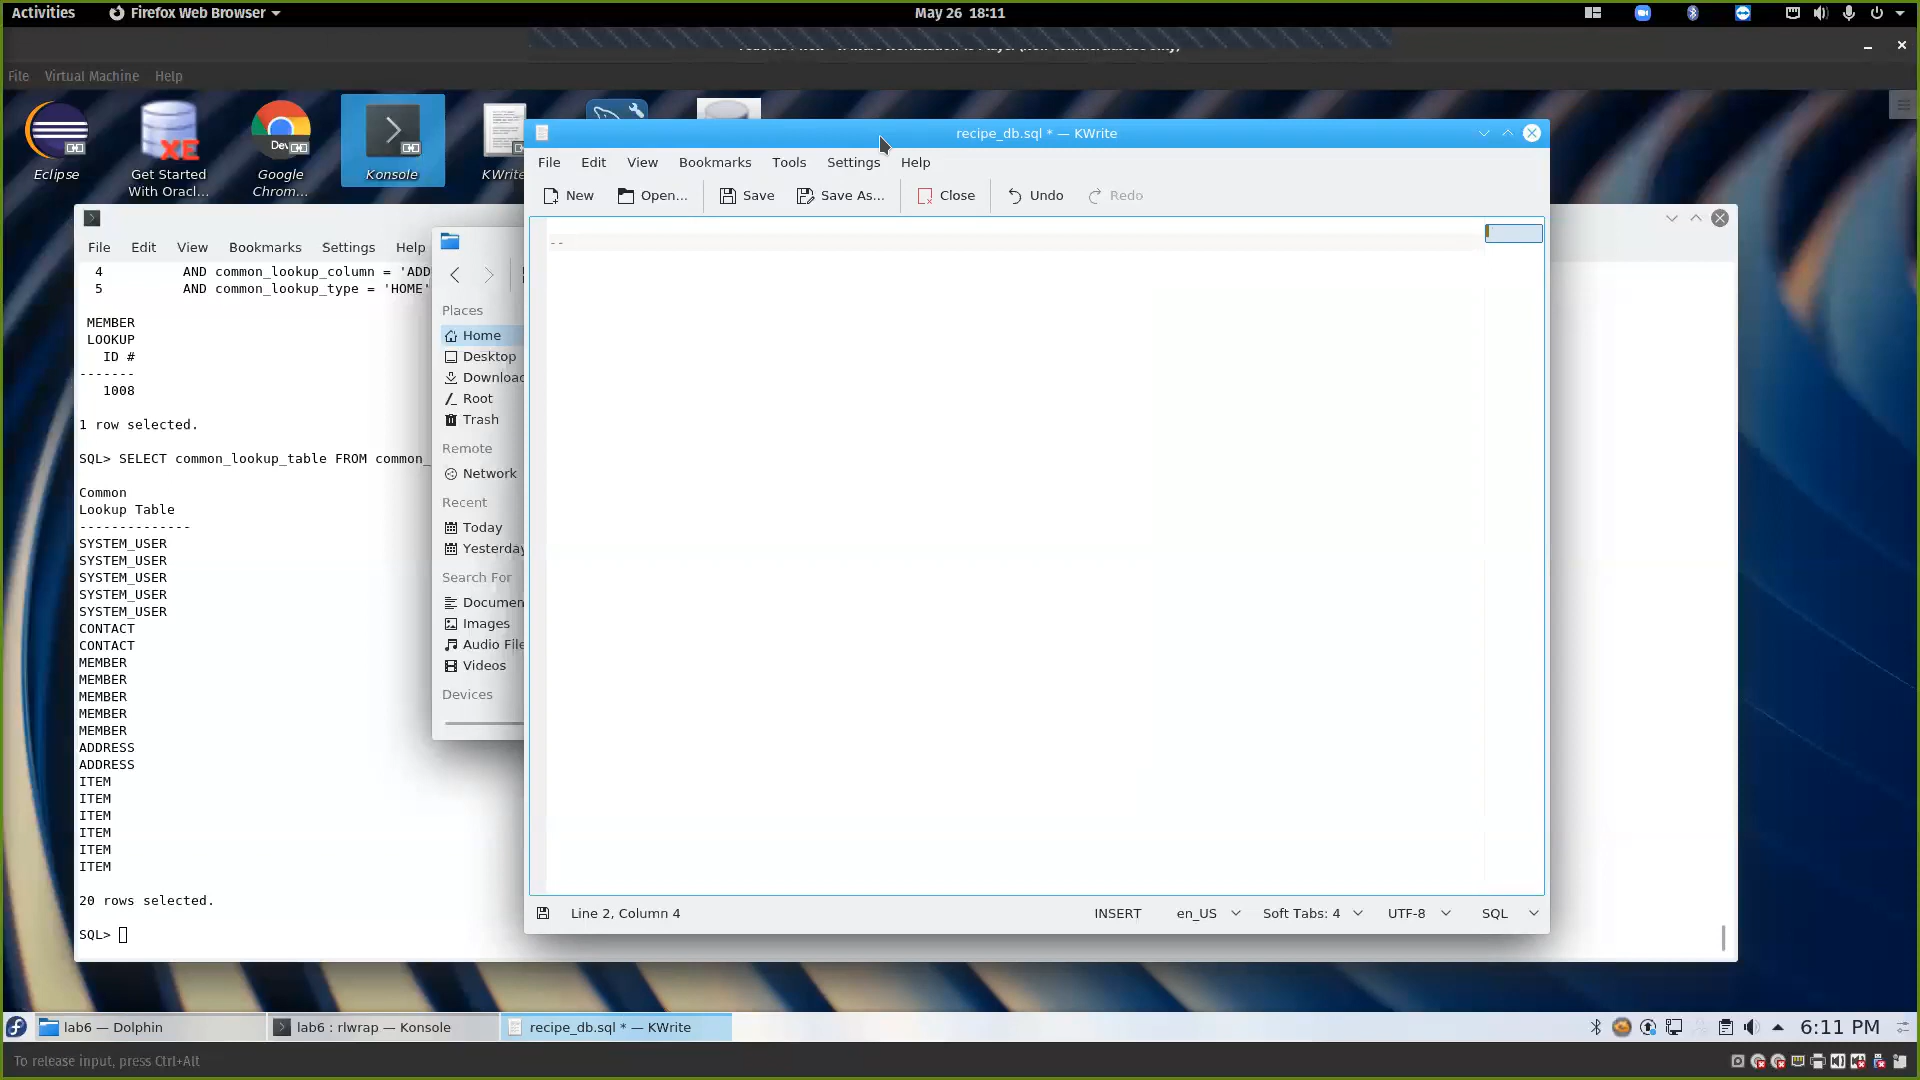 Activities
Firefox Web Browser
May 26 18:11
File Virtual Machine Help
Eclipse
Get Started
With Oracl...
XE
Google
Chrom...
Dev
Konsole
KWrite
recipe_db.sql * — KWrite
File Edit View Bookmarks Tools Settings Help
New Open... Save Save As... Close Undo Redo
--
Line 2, Column 4
INSERT en_US Soft Tabs: 4 UTF-8 SQL
File Edit View Bookmarks Settings Help
4 AND common_lookup_column = 'ADD
5 AND common_lookup_type = 'HOME'
MEMBER
LOOKUP
ID #
-------
1008
1 row selected.
SQL> SELECT common_lookup_table FROM common_
Common
Lookup Table
--------------
SYSTEM_USER
SYSTEM_USER
SYSTEM_USER
SYSTEM_USER
SYSTEM_USER
CONTACT
CONTACT
MEMBER
MEMBER
MEMBER
MEMBER
MEMBER
ADDRESS
ADDRESS
ITEM
ITEM
ITEM
ITEM
ITEM
ITEM
20 rows selected.
SQL>
Places
Home
Desktop
Download
Root
Trash
Remote
Network
Recent
Today
Yesterday
Search For
Documen
Images
Audio File
Videos
Devices
lab6 — Dolphin
lab6 : rlwrap — Konsole
recipe_db.sql * — KWrite
6:11 PM
To release input, press Ctrl+Alt